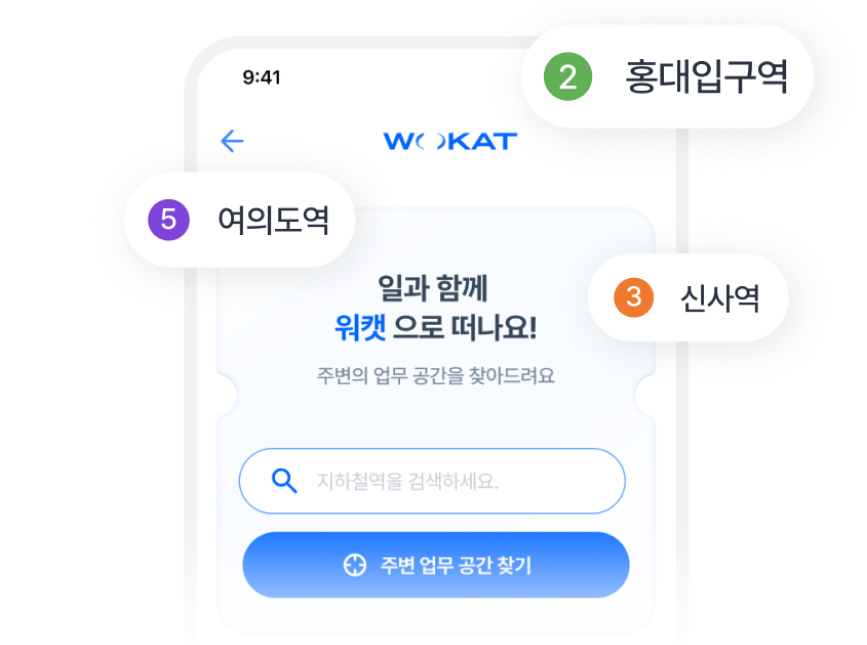 9:41
2 홍대입구역
WOKAT
5 여의도역
일과 함께
워캣 으로 떠나요!
3 신사역
주변의 업무 공간을 찾아드려요
지하철역을 검색하세요.
주변 업무 공간 찾기